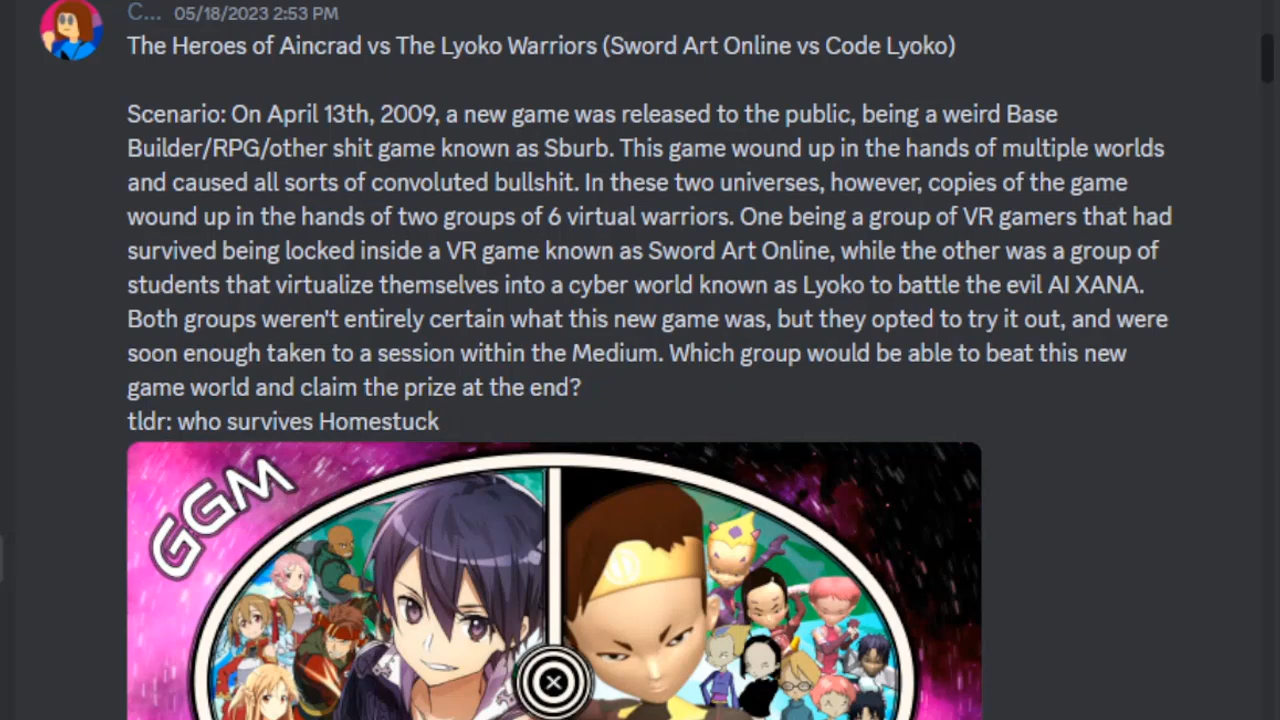 C... 05/18/2023 2:53 PM
The Heroes of Aincrad vs The Lyoko Warriors (Sword Art Online vs Code Lyoko)
Scenario: On April 13th, 2009, a new game was released to the public, being a weird Base
Builder/RPG/other shit game known as Sburb. This game wound up in the hands of multiple worlds
and caused all sorts of convoluted bullshit. In these two universes, however, copies of the game
wound up in the hands of two groups of 6 virtual warriors. One being a group of VR gamers that had
survived being locked inside a VR game known as Sword Art Online, while the other was a group of
students that virtualize themselves into a cyber world known as Lyoko to battle the evil AI XANA.
Both groups weren't entirely certain what this new game was, but they opted to try it out, and were
soon enough taken to a session within the Medium. Which group would be able to beat this new
game world and claim the prize at the end?
tldr: who survives Homestuck
GGM